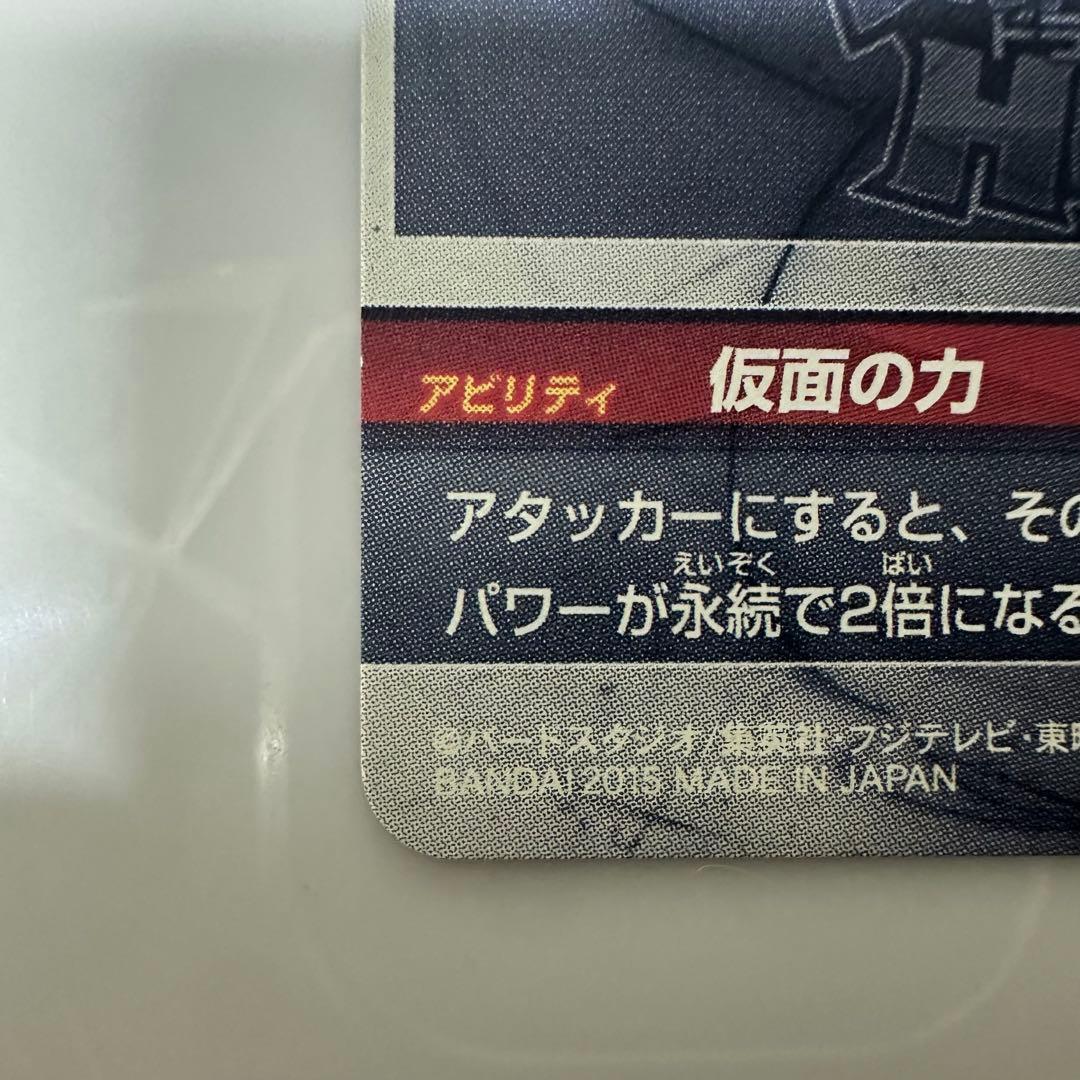 H
アビリティ 仮面の力
アタッカーにすると、その
パワーが永続で2倍になる
えいぞく ばい
©バードスタジオ/集英社・フジテレビ・東映
BANDAI 2015 MADE IN JAPAN